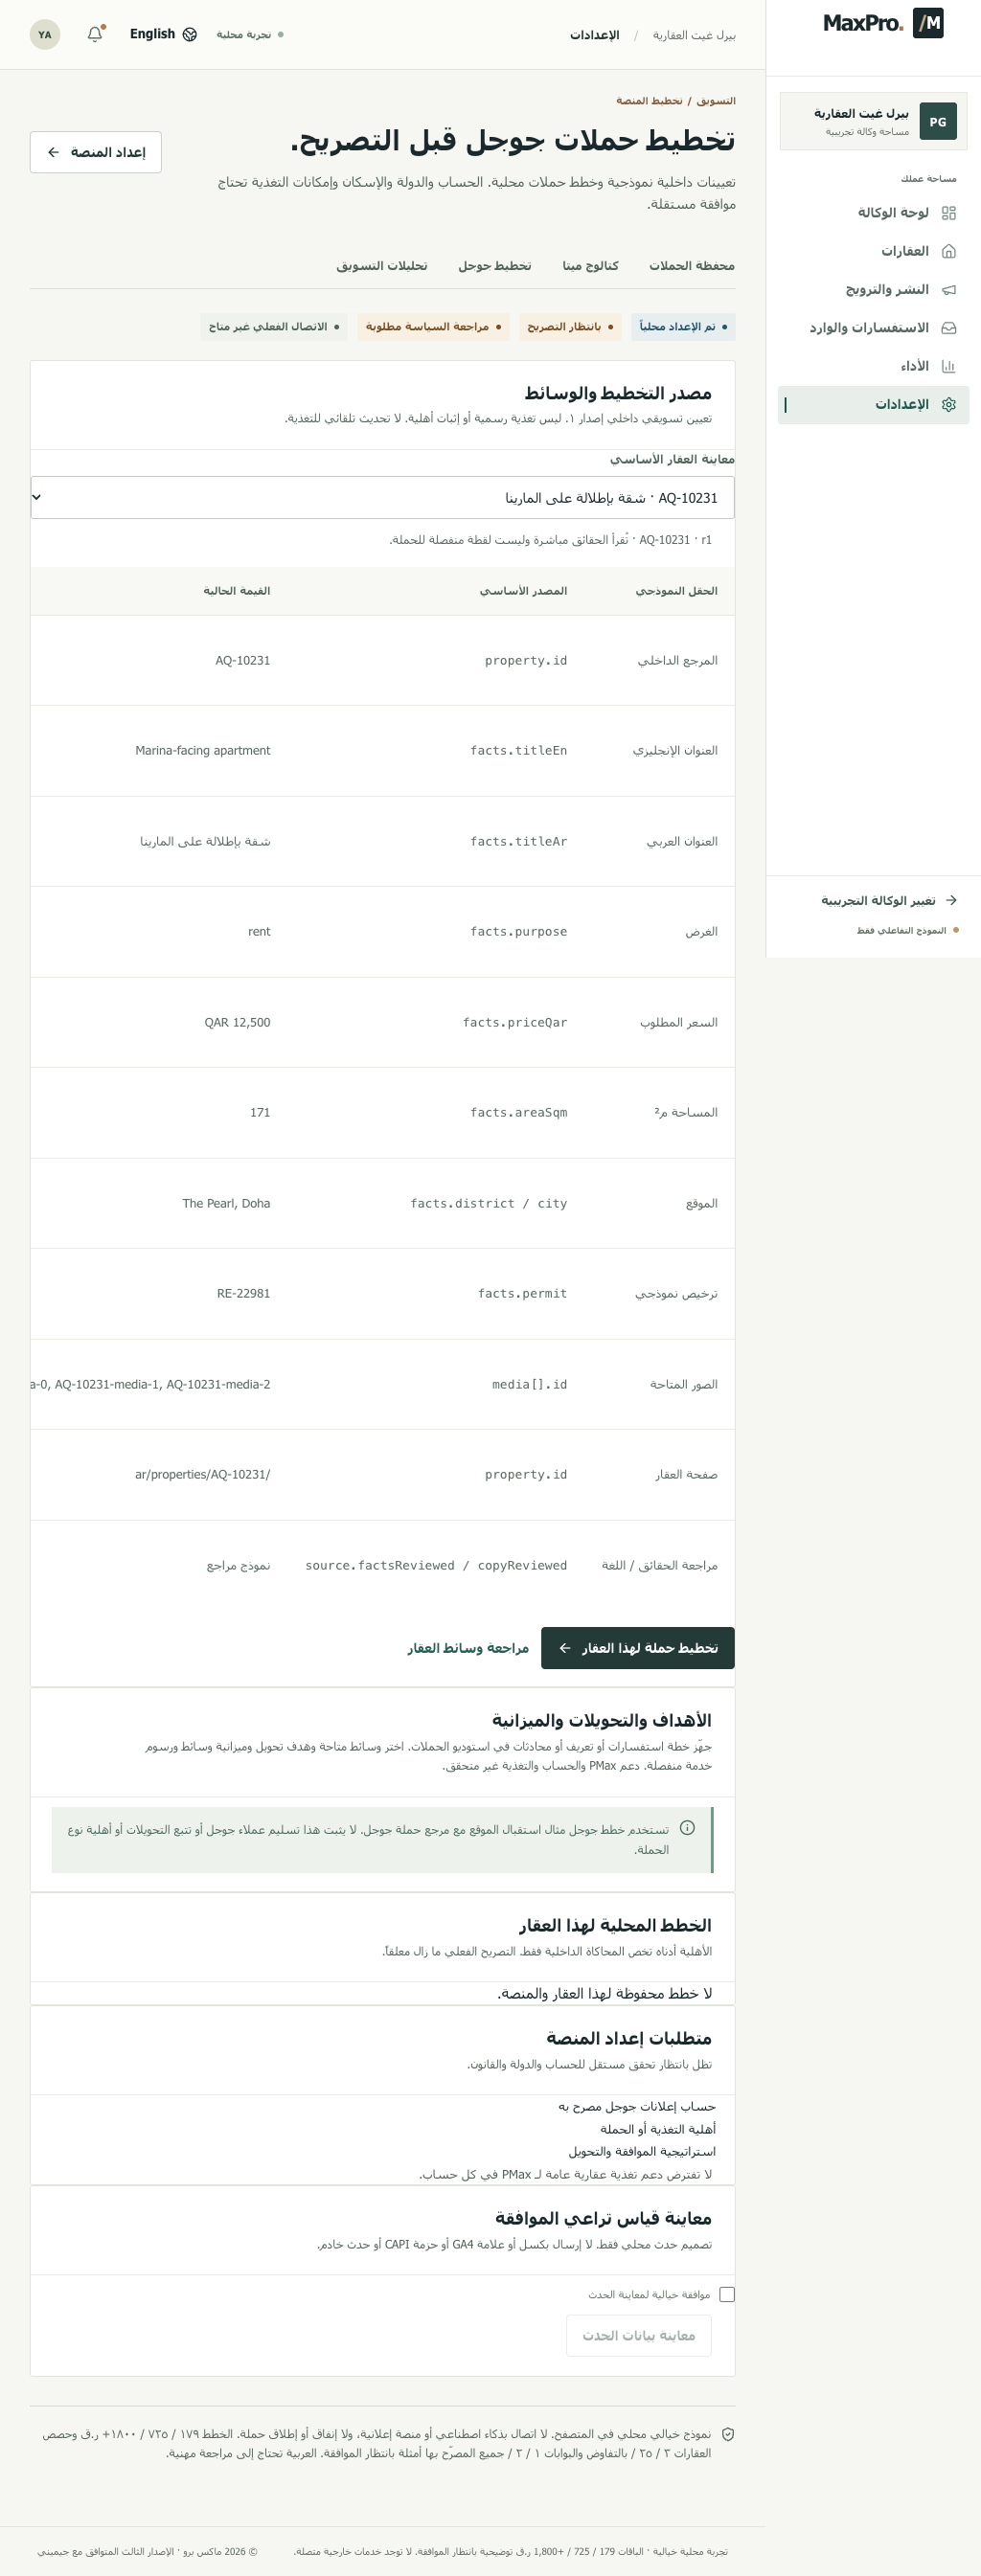 MaxPro. /M
PG
بيرل غيت العقارية
مساحة وكالة تجريبية
مساحة عملك
لوحة الوكالة
العقارات
النشر والترويج
الاستفسارات والوارد
الأداء
الإعدادات
تغيير الوكالة التجريبية
النموذج التفاعلي فقط
بيرل غيت العقارية / الإعدادات
تجربة محلية
English
YA
التسويق / تخطيط المنصة
تخطيط حملات جوجل قبل التصريح.
إعداد المنصة
تعيينات داخلية نموذجية وخطط حملات محلية. الحساب والدولة والإسكان وإمكانات التغذية تحتاج
موافقة مستقلة.
محفظة الحملات
كتالوج ميتا
تخطيط جوجل
تحليلات التسويق
تم الإعداد محلياً
بانتظار التصريح
مراجعة السياسة مطلوبة
الاتصال الفعلي غير متاح
مصدر التخطيط والوسائط
تعيين تسويقي داخلي إصدار ١. ليس تغذية رسمية أو إثبات أهلية. لا تحديث تلقائي للتغذية.
معاينة العقار الأساسي
AQ-10231 · شقة بإطلالة على المارينا
AQ-10231 · r1 · تُقرأ الحقائق مباشرة وليست لقطة منفصلة للحملة.
الحقل النموذجي المصدر الأساسي القيمة الحالية
المرجع الداخلي property.id AQ-10231
العنوان الإنجليزي facts.titleEn Marina-facing apartment
العنوان العربي facts.titleAr شقة بإطلالة على المارينا
الغرض facts.purpose rent
السعر المطلوب facts.priceQar QAR 12,500
المساحة م² facts.areaSqm 171
الموقع facts.district / city The Pearl, Doha
ترخيص نموذجي facts.permit RE-22981
الصور المتاحة media[].id a-0, AQ-10231-media-1, AQ-10231-media-2
صفحة العقار property.id ar/properties/AQ-10231/
مراجعة الحقائق / اللغة source.factsReviewed / copyReviewed نموذج مراجع
تخطيط حملة لهذا العقار
مراجعة وسائط العقار
الأهداف والتحويلات والميزانية
جهّز خطة استفسارات أو تعريف أو محادثات في استوديو الحملات. اختر وسائط متاحة وهدف تحويل وميزانية وسائط ورسوم
خدمة منفصلة. دعم PMax والحساب والتغذية غير متحقق.
تستخدم خطط جوجل مثال استقبال الموقع مع مرجع حملة جوجل. لا يثبت هذا تسليم عملاء جوجل أو تتبع التحويلات أو أهلية نوع
الحملة.
الخطط المحلية لهذا العقار
الأهلية أدناه تخص المحاكاة الداخلية فقط. التصريح الفعلي ما زال معلقاً.
لا خطط محفوظة لهذا العقار والمنصة.
متطلبات إعداد المنصة
تظل بانتظار تحقق مستقل للحساب والدولة والقانون.
حساب إعلانات جوجل مصرح به
أهلية التغذية أو الحملة
استراتيجية الموافقة والتحويل
لا تفترض دعم تغذية عقارية عامة لـ PMax في كل حساب.
معاينة قياس تراعي الموافقة
تصميم حدث محلي فقط. لا إرسال بكسل أو علامة GA4 أو حزمة CAPI أو حدث خادم.
موافقة خيالية لمعاينة الحدث
معاينة بيانات الحدث
نموذج خيالي محلي في المتصفح. لا اتصال بذكاء اصطناعي أو منصة إعلانية، ولا إنفاق أو إطلاق حملة. الخطط ١٧٩ / ٧٢٥ / ١٨٠٠+ ر.ق وحصص
العقارات ٣ / ٢٥ / بالتفاوض والبوابات ١ / ٢ / جميع المصرّح بها أمثلة بانتظار الموافقة. العربية تحتاج إلى مراجعة مهنية.
تجربة محلية خيالية · الباقات 179 / 725 / +1,800 ر.ق توضيحية بانتظار الموافقة. لا توجد خدمات خارجية متصلة.
© 2026 ماكس برو · الإصدار الثالث المتوافق مع جيميني